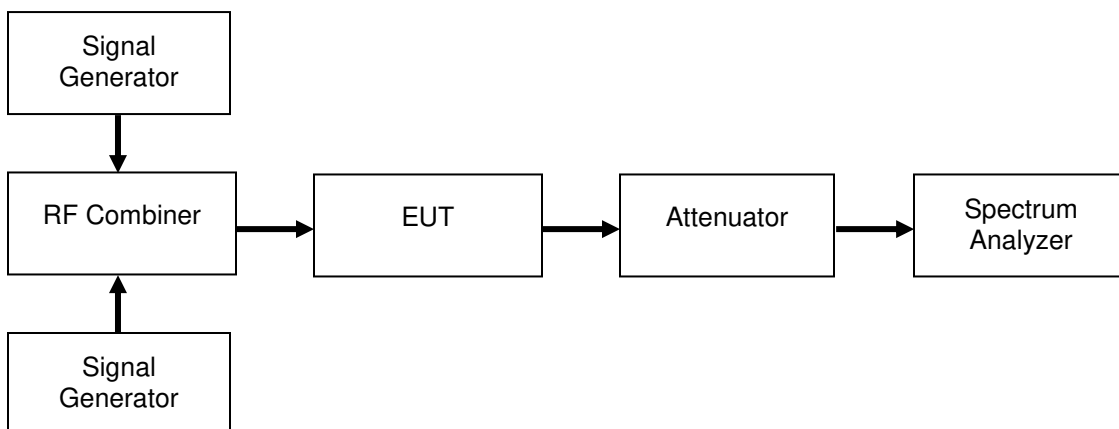 Signal
Generator
RF Combiner
EUT
Attenuator
Spectrum
Analyzer
Signal
Generator